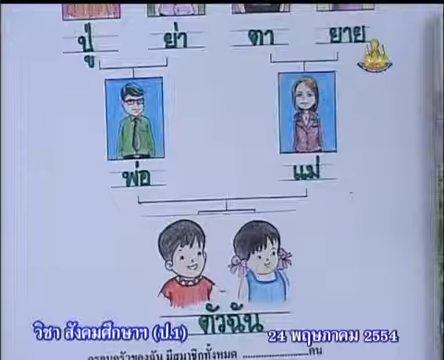 ปู่ ย่า ตา ยาย
พ่อ แม่
ตัวฉัน
วิชา สังคมศึกษาฯ (ป.1) 24 พฤษภาคม 2554
ครอบครัวของฉัน มีสมาชิกทั้งหมด ....................คน